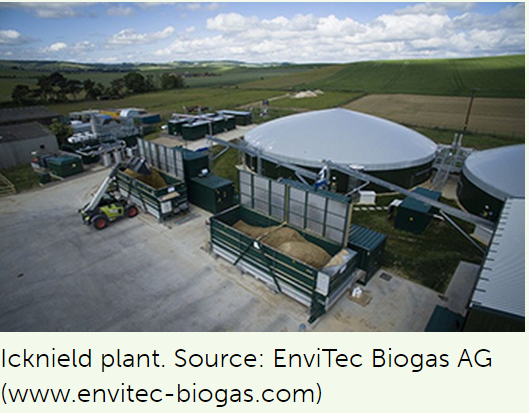 Icknield plant. Source: EnviTec Biogas AG
(www.envitec-biogas.com)